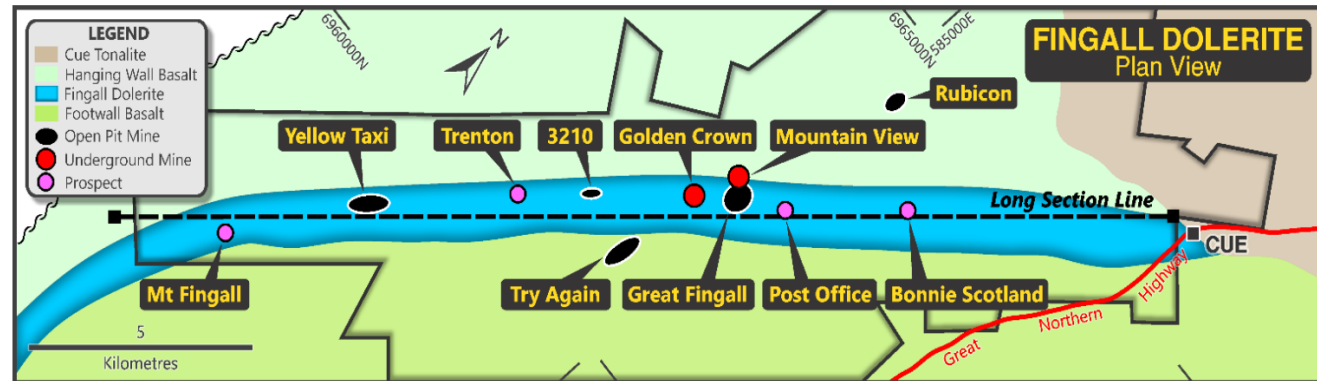 LEGEND
Cue Tonalite
Hanging Wall Basalt
Fingall Dolerite
Footwall Basalt
Open Pit Mine
Underground Mine
Prospect
6960000N
N
6965000N
585000E
FINGALL DOLERITE
Plan View
Rubicon
Yellow Taxi
Trenton
3210
Golden Crown
Mountain View
Long Section Line
CUE
Mt Fingall
Try Again
Great Fingall
Post Office
Bonnie Scotland
5
Kilometres
Great Northern Highway